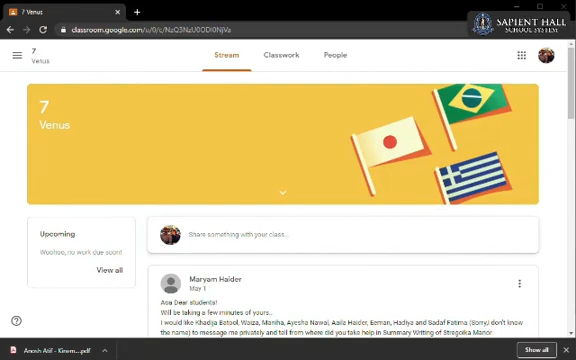 7 Venus
SAPIENT HALL
SCHOOL SYSTEM
classroom.google.com/u/0/c/NzQ3NzU0ODI0NjVa
7
Venus
Stream
Classwork
People
7
Venus
Upcoming
Woohoo, no work due soon!
View all
Share something with your class...
Maryam Haider
May 1
Aoa Dear students!
Will be taking a few minutes of yours..
I would like Khadija Batool, Waiza, Maniha, Ayesha Nawal, Aaila Haider, Eeman, Hadiya and Sadaf Fatima (Sorry,I don't know
the name) to message me privately and tell from where did you take help in Summary Writing of Stregoika Manor
Anosh Atif - Kinem....pdf
Show all